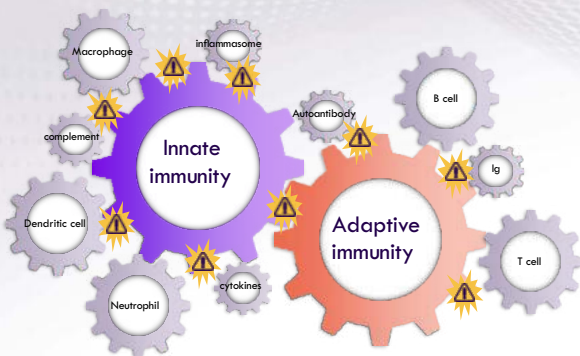 inflammasome
Macrophage
B cell
Autoantibody
complement
Innate
immunity
Ig
Dendritic cell
Adaptive
immunity
T cell
cytokines
Neutrophil